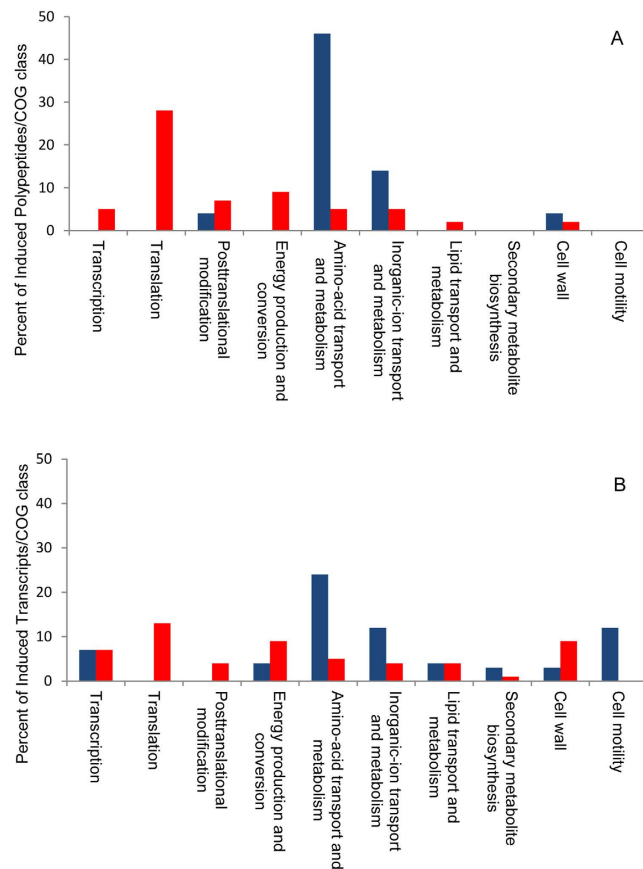 A
Percent of Induced Polypeptides/COG class
50
40
30
20
10
0
Transcription
Translation
Posttranslational
modification
Energy production and
conversion
Amino-acid transport
and metabolism
Inorganic-ion transport
and metabolism
Lipid transport and
metabolism
Secondary metabolite
biosynthesis
Cell wall
Cell motility
B
Percent of Induced Transcripts/COG class
50
40
30
20
10
0
Transcription
Translation
Posttranslational
modification
Energy production and
conversion
Amino-acid transport and
metabolism
Inorganic-ion transport
and metabolism
Lipid transport and
metabolism
Secondary metabolite
biosynthesis
Cell wall
Cell motility